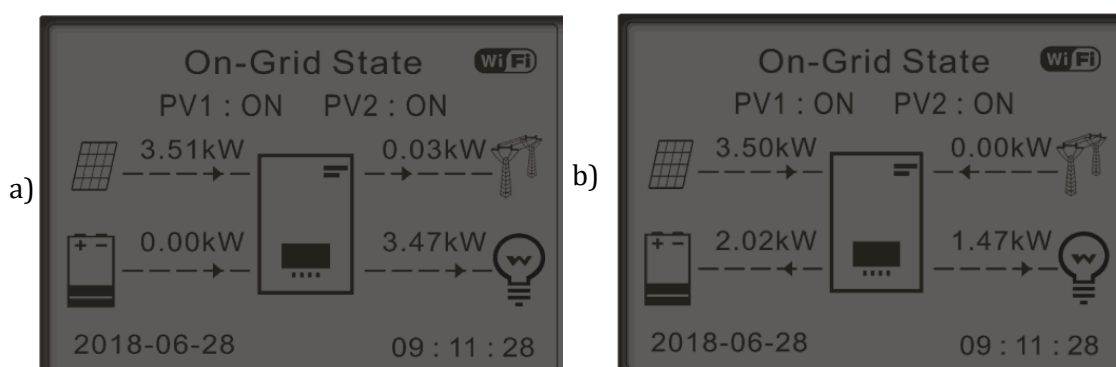 a)
On-Grid State WiFi
PV1 : ON PV2 : ON
3.51kW 0.03kW
+ − 0.00kW 3.47kW W
2018-06-28 09 : 11 : 28
b)
On-Grid State WiFi
PV1 : ON PV2 : ON
3.50kW 0.00kW
+ − 2.02kW 1.47kW W
2018-06-28 09 : 11 : 28